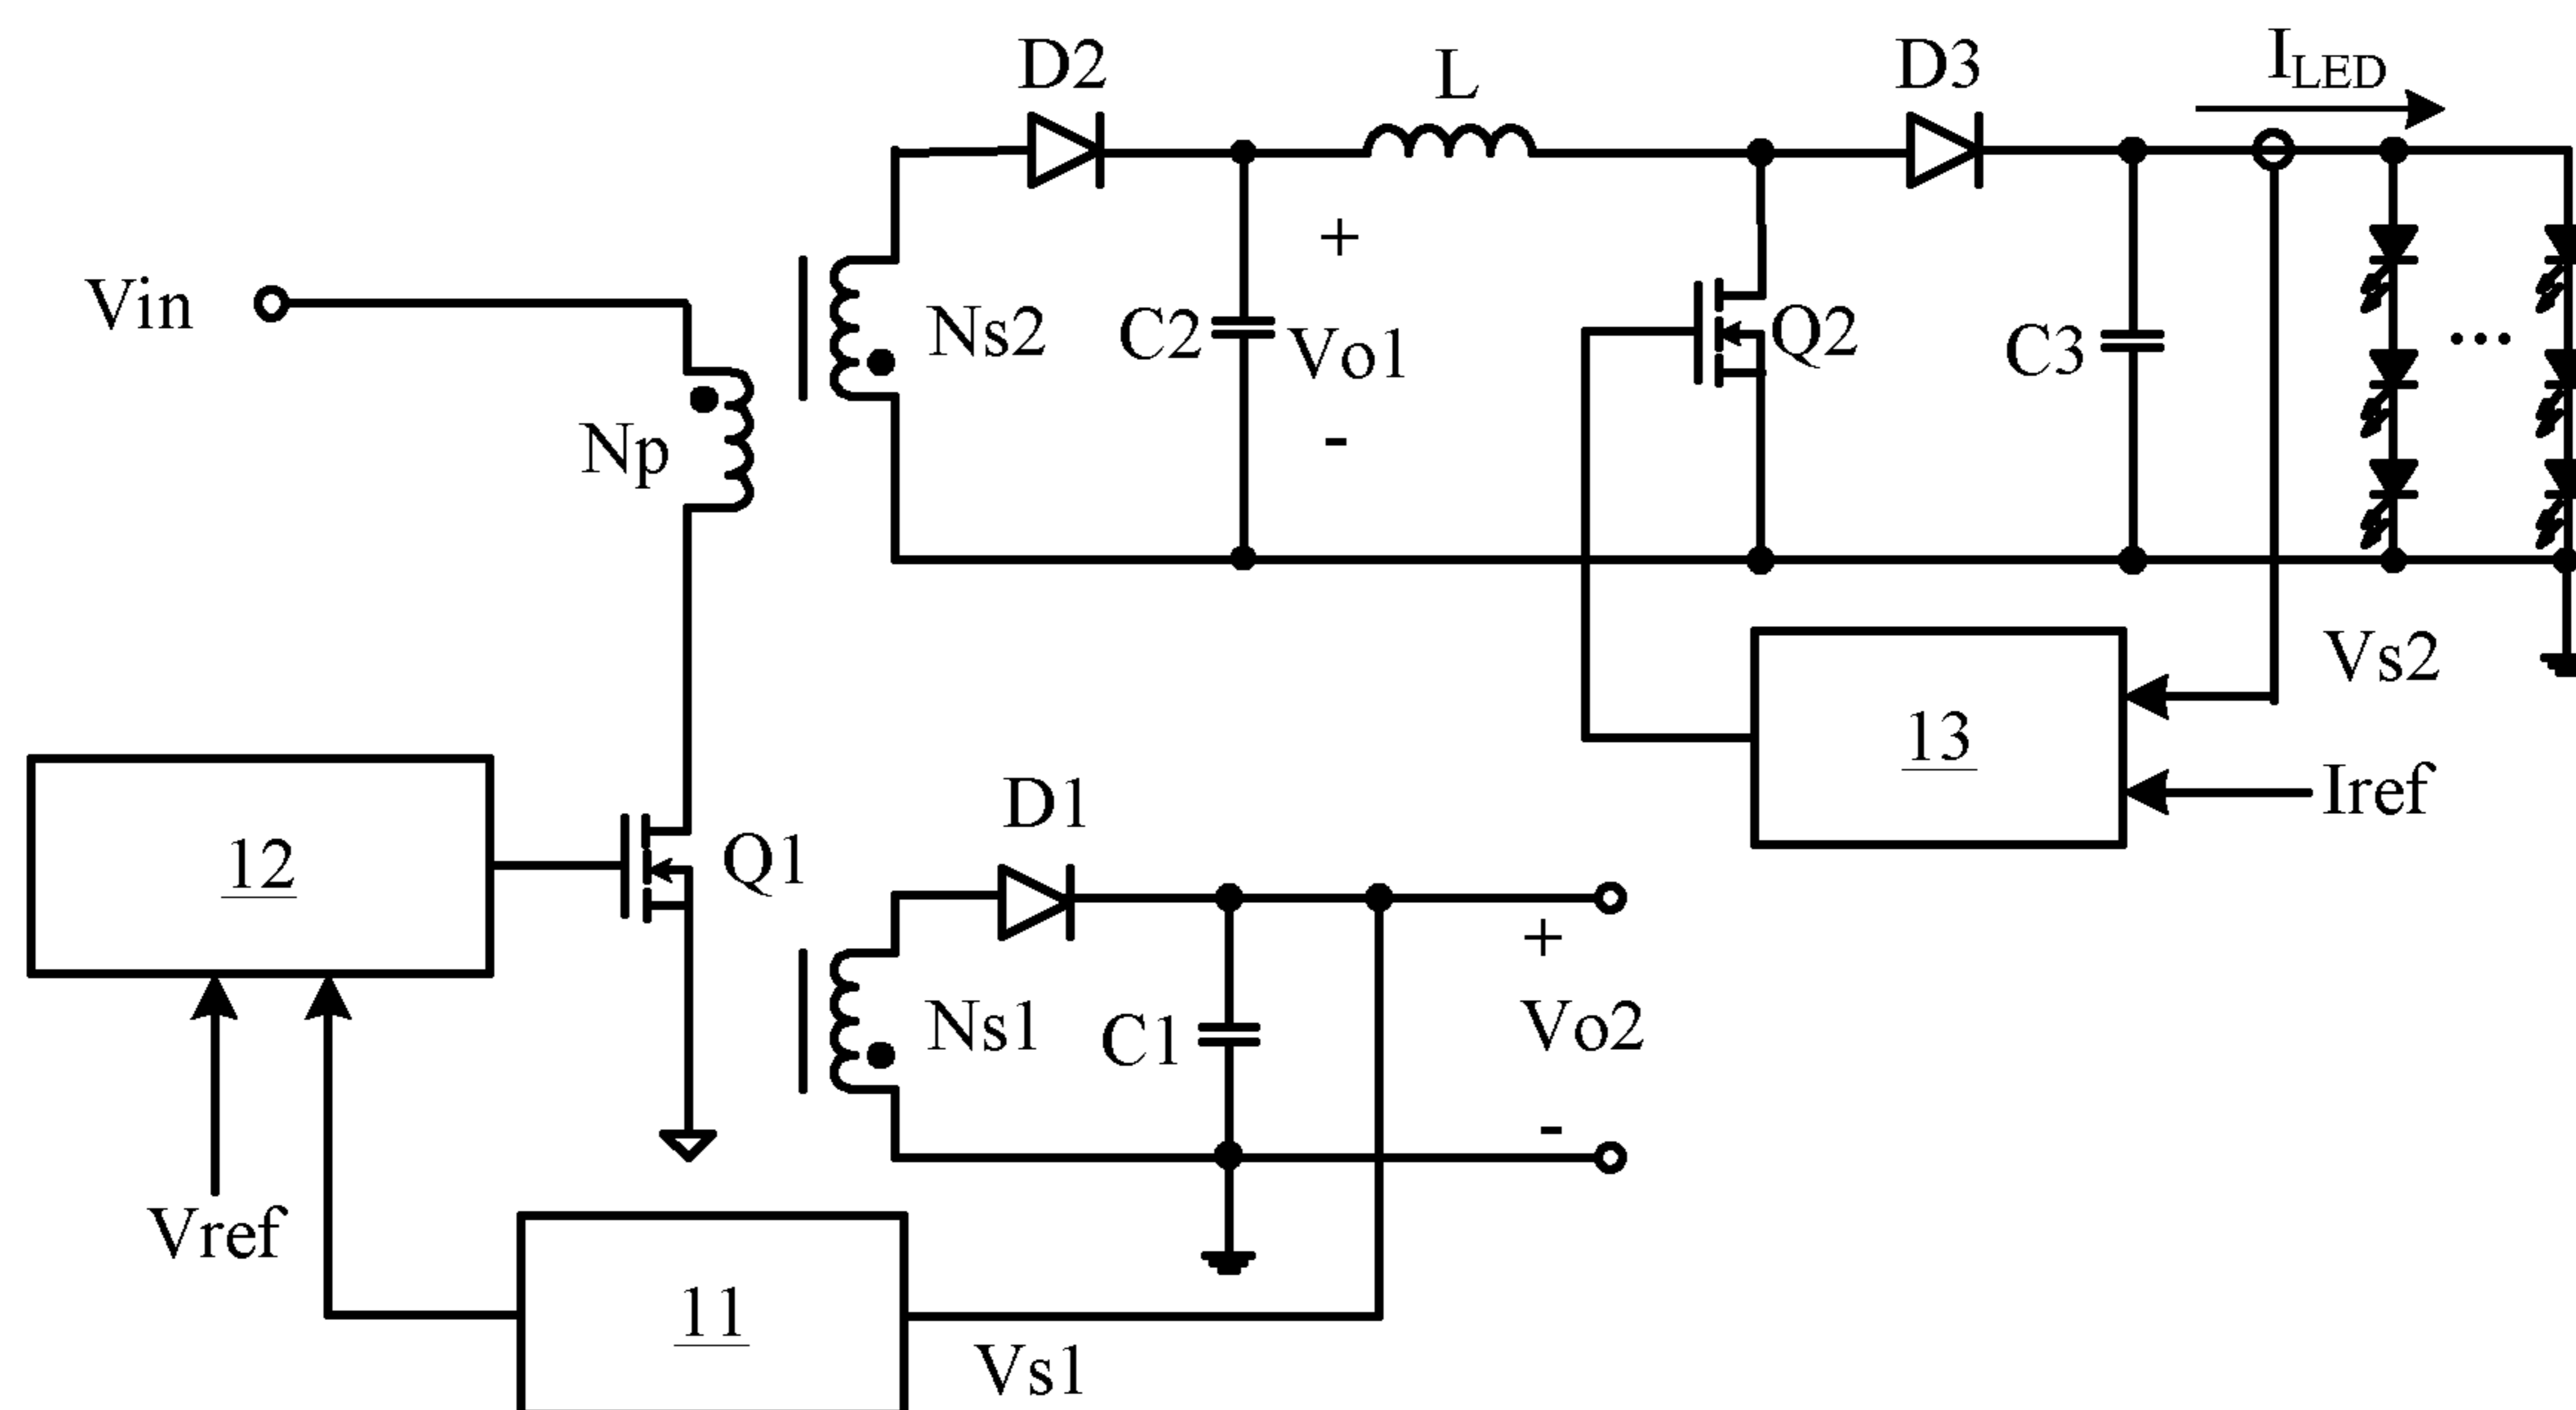 D2
L
D3
I_LED
Vin
Np
Ns2
C2
+
Vo1
-
Q2
C3
...
Vs2
13
Iref
12
Q1
D1
Ns1
C1
+
Vo2
-
Vref
11
Vs1